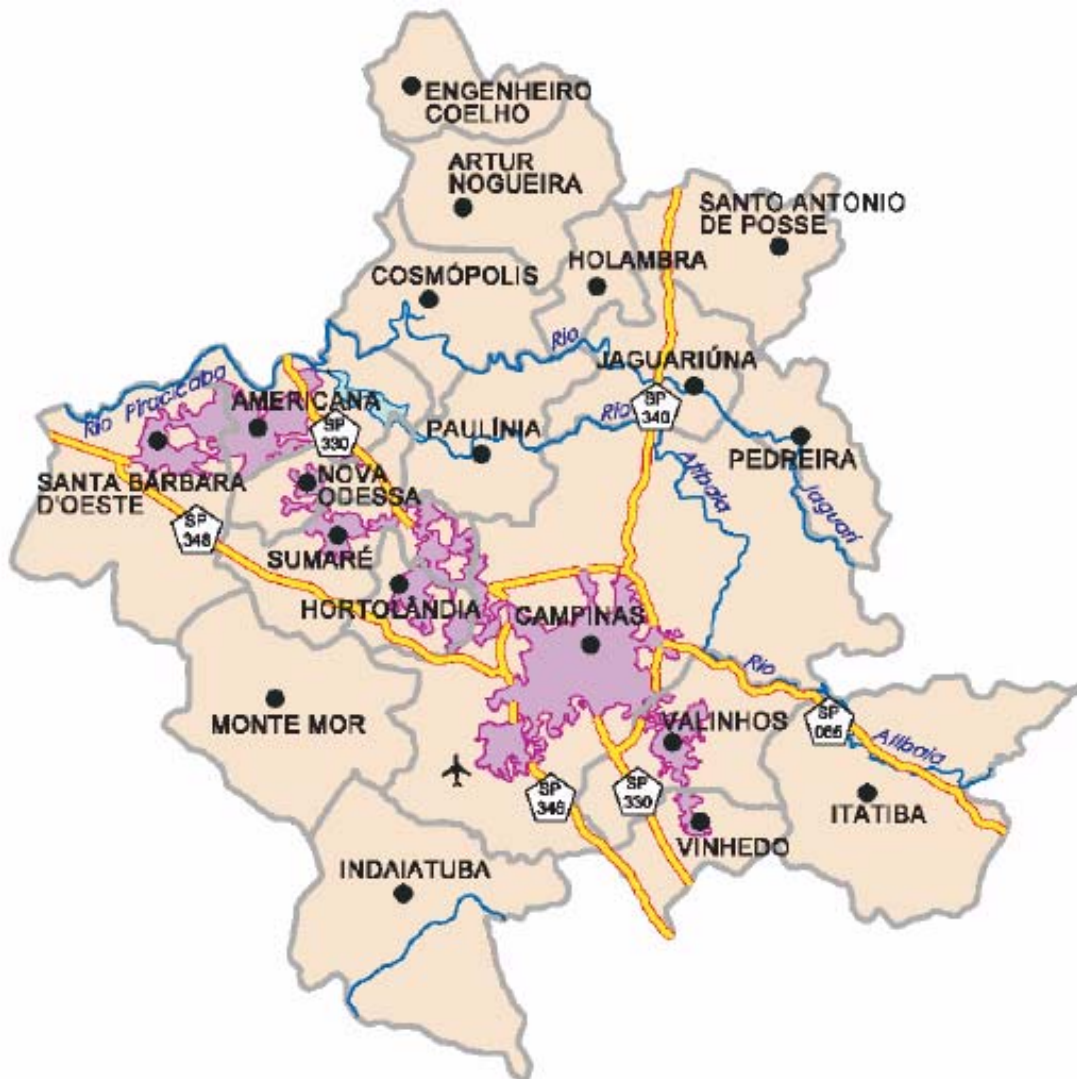 ENGENHEIRO
COELHO
ARTUR
NOGUEIRA
SANTO ANTONIO
DE POSSE
HOLAMBRA
COSMÓPOLIS
Rio
JAGUARIÚNA
Rio Piracicaba
AMERICANA
SP
340
Rio
SP
330
PAULÍNIA
PEDREIRA
SANTA BÁRBARA
D'OESTE
NOVA
ODESSA
Atibaia
Jaguari
SP
348
SUMARÉ
HORTOLÂNDIA
CAMPINAS
Rio
MONTE MOR
VALINHOS
SP
065
Atibaia
SP
348
SP
330
ITATIBA
VINHEDO
INDAIATUBA